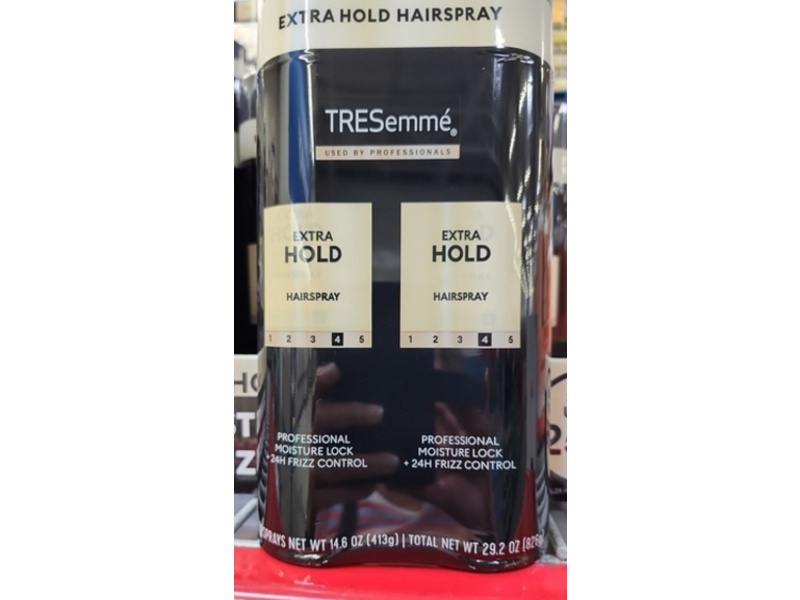 EXTRA HOLD HAIRSPRAY
TRESemmé®
USED BY PROFESSIONALS
EXTRA
HOLD
HAIRSPRAY
1 2 3 4 5
EXTRA
HOLD
HAIRSPRAY
1 2 3 4 5
PROFESSIONAL
MOISTURE LOCK
+ 24H FRIZZ CONTROL
PROFESSIONAL
MOISTURE LOCK
+ 24H FRIZZ CONTROL
SPRAYS NET WT 14.6 OZ (413g) | TOTAL NET WT 29.2 OZ (826g